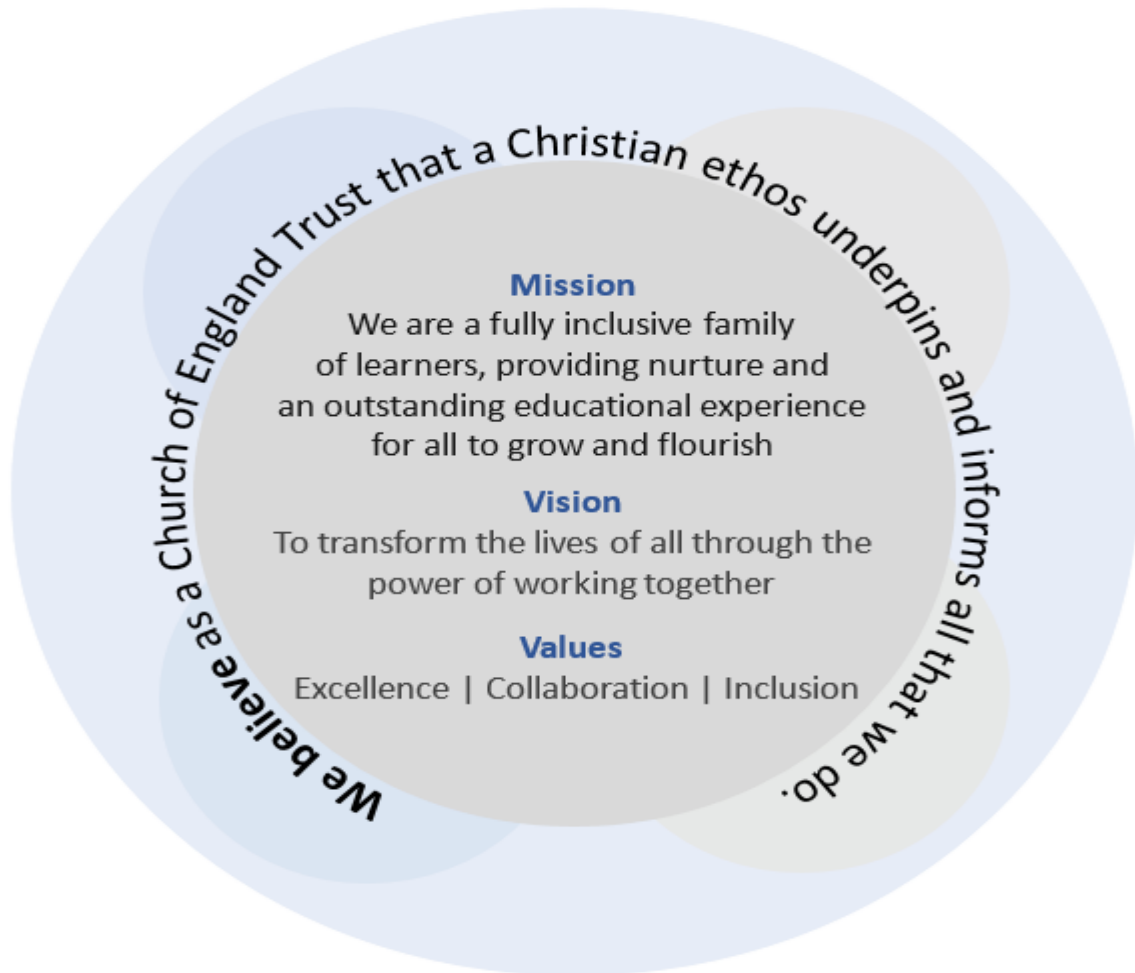 We believe as a Church of England Trust that a Christian ethos underpins and informs all that we do.
Mission
We are a fully inclusive family
of learners, providing nurture and
an outstanding educational experience
for all to grow and flourish
Vision
To transform the lives of all through the
power of working together
Values
Excellence | Collaboration | Inclusion